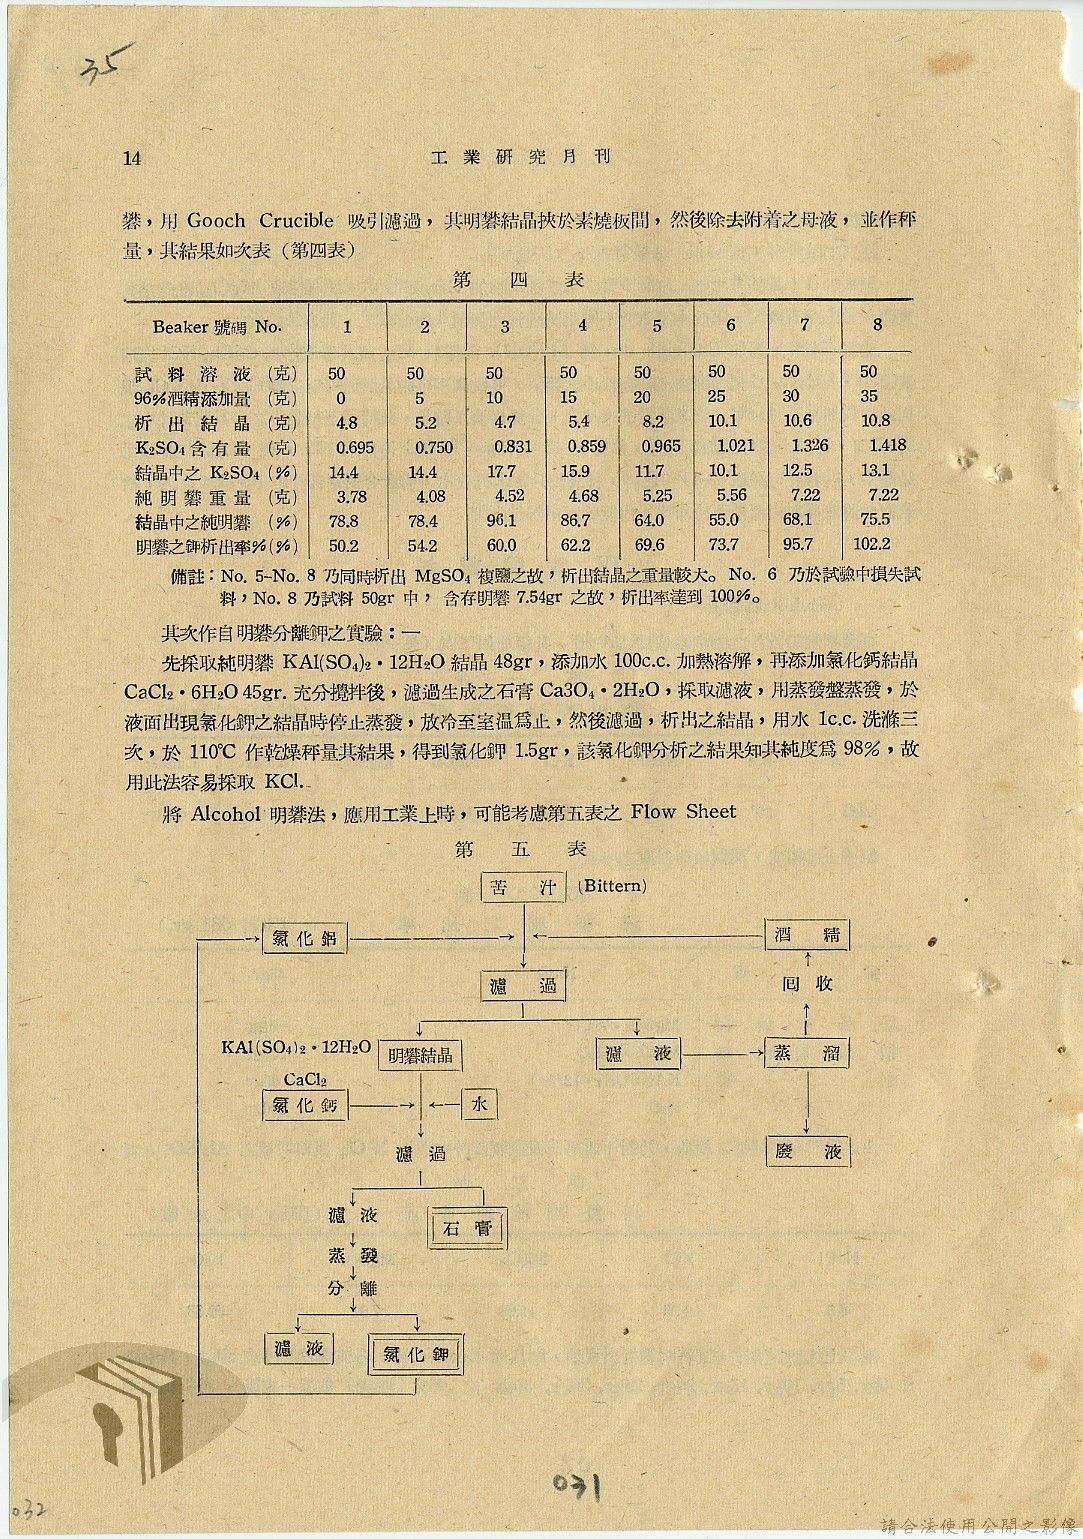 35
14 工業研究月刊
礬，用 Gooch Crucible 吸引濾過，其明礬結晶挾於素燒板間，然後除去附着之母液，並作秤
量，其結果如次表（第四表）
第四表
Beaker 號碼 No. 1 2 3 4 5 6 7 8
試料溶液 (克) 50 50 50 50 50 50 50 50
96%酒精添加量 (克) 0 5 10 15 20 25 30 35
析出結晶 (克) 4.8 5.2 4.7 5.4 8.2 10.1 10.6 10.8
K₂SO₄含有量 (克) 0.695 0.750 0.831 0.859 0.965 1.021 1.326 1.418
結晶中之 K₂SO₄ (%) 14.4 14.4 17.7 15.9 11.7 10.1 12.5 13.1
純明礬重量 (克) 3.78 4.08 4.52 4.68 5.25 5.56 7.22 7.22
結晶中之純明礬 (%) 78.8 78.4 96.1 86.7 64.0 55.0 68.1 75.5
明礬之鉀析出率%(%) 50.2 54.2 60.0 62.2 69.6 73.7 95.7 102.2
備註：No. 5-No. 8 乃同時析出 MgSO₄ 複鹽之故，析出結晶之重量較大。No. 6 乃於試驗中損失試
料，No. 8 乃試料 50gr 中，含存明礬 7.54gr 之故，析出率達到 100%。
其次作自明礬分離鉀之實驗：—
先採取純明礬 KAl(SO₄)₂・12H₂O 結晶 48gr，添加水 100c.c. 加熱溶解，再添加氯化鈣結晶
CaCl₂・6H₂O 45gr. 充分攪拌後，濾過生成之石膏 Ca3O₄・2H₂O，採取濾液，用蒸發盤蒸發，於
液面出現氯化鉀之結晶時停止蒸發，放冷至室温爲止，然後濾過，析出之結晶，用水 1c.c. 洗滌三
次，於 110℃ 作乾燥秤量其結果，得到氯化鉀 1.5gr，該氯化鉀分析之結果知其純度爲 98%，故
用此法容易採取 KCl.
將 Alcohol 明礬法，應用工業上時，可能考慮第五表之 Flow Sheet
第五表
苦汁 (Bittern)
氯化鋁 酒精
濾過 回收
KAl(SO₄)₂・12H₂O 明礬結晶 濾液 蒸溜
CaCl₂
氯化鈣 水
濾過 廢液
濾液 石膏
蒸發
分離
濾液 氯化鉀
031
032
請合法使用公開之影像